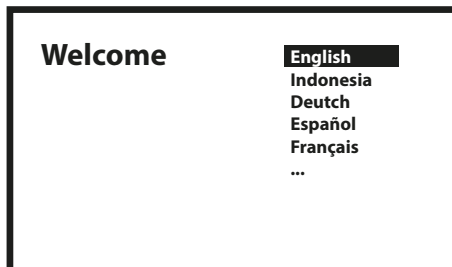 Welcome
English
Indonesia
Deutch
Español
Français
...